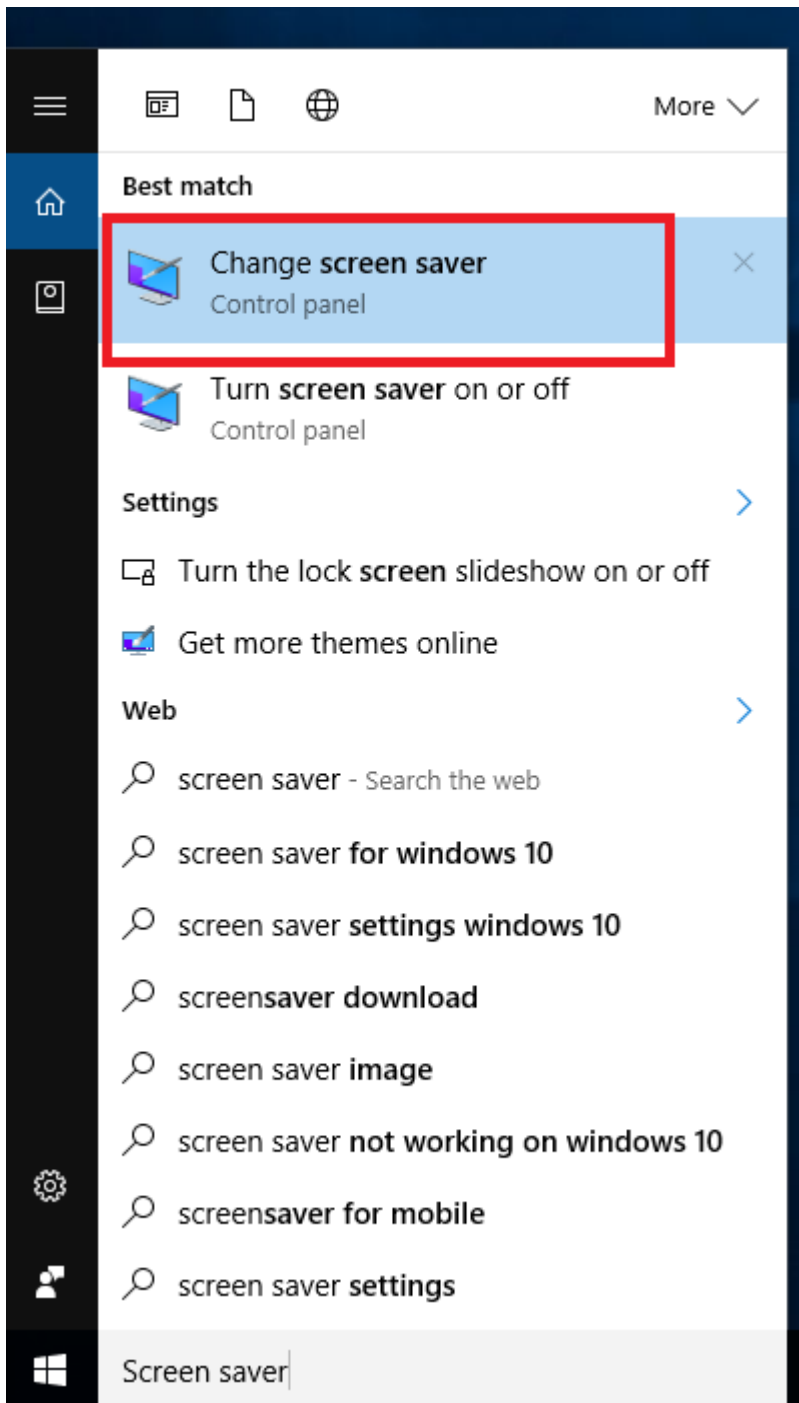 More
Best match
Change screen saver
Control panel
Turn screen saver on or off
Control panel
Settings
Turn the lock screen slideshow on or off
Get more themes online
Web
screen saver - Search the web
screen saver for windows 10
screen saver settings windows 10
screensaver download
screen saver image
screen saver not working on windows 10
screensaver for mobile
screen saver settings
Screen saver